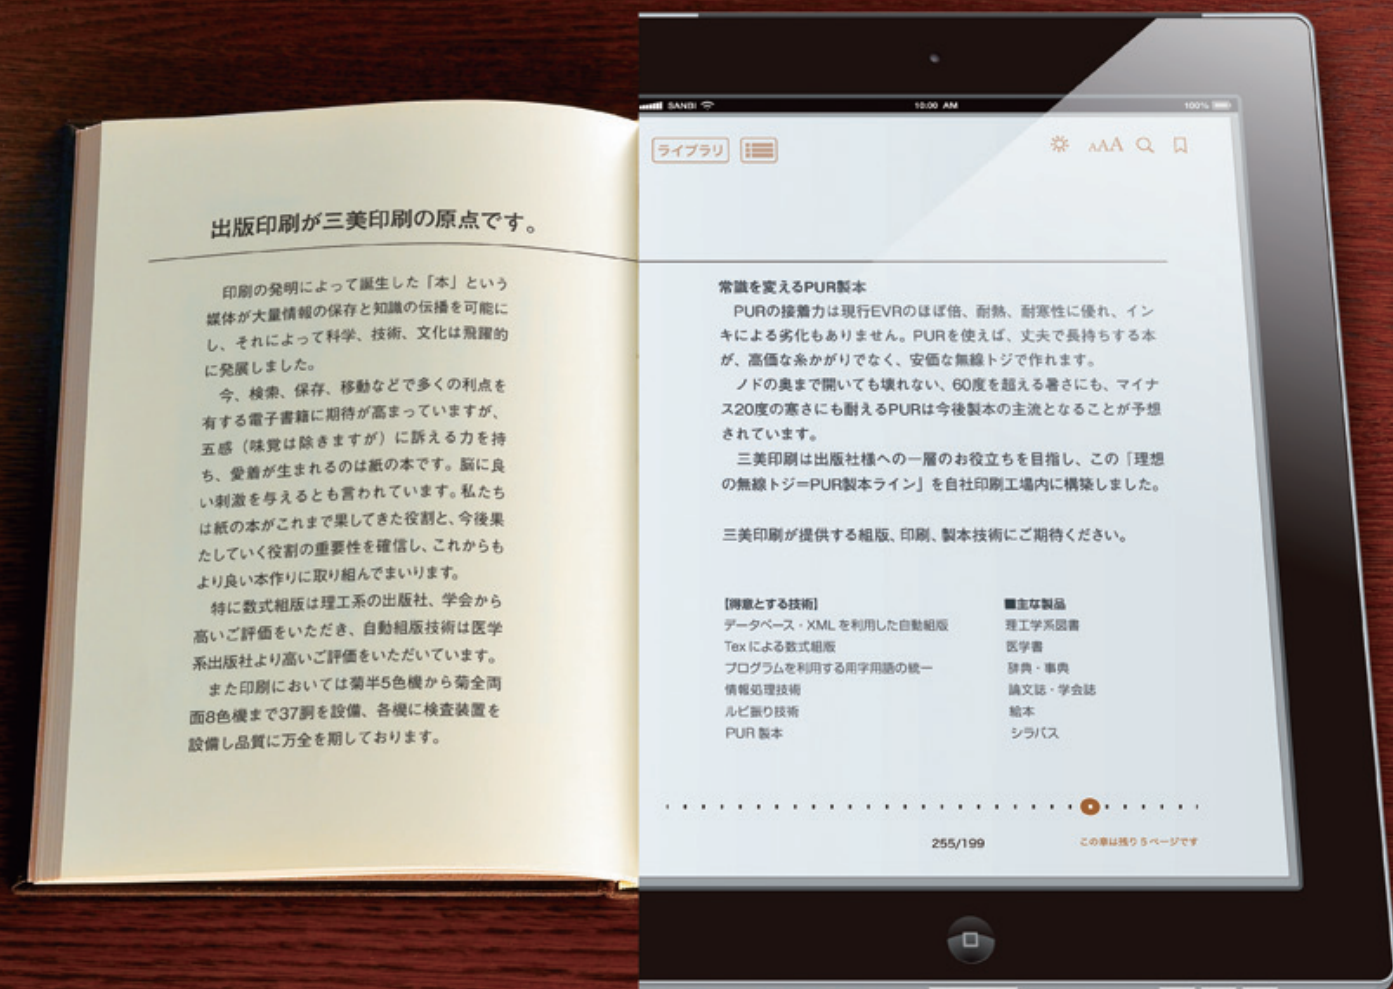 出版印刷が三美印刷の原点です。
印刷の発明によって誕生した「本」という
媒体が大量情報の保存と知識の伝播を可能に
し、それによって科学、技術、文化は飛躍的
に発展しました。
今、検索、保存、移動などで多くの利点を
有する電子書籍に期待が高まっていますが、
五感（味覚は除きますが）に訴える力を持
ち、愛着が生まれるのは紙の本です。脳に良
い刺激を与えるとも言われています。私たち
は紙の本がこれまで果してきた役割と、今後果
たしていく役割の重要性を確信し、これからも
より良い本作りに取り組んでまいります。
特に数式組版は理工系の出版社、学会から
高いご評価をいただき、自動組版技術は医学
系出版社より高いご評価をいただいています。
また印刷においては菊半5色機から菊全両
面8色機まで37胴を設備、各機に検査装置を
設備し品質に万全を期しております。
SANBI
10:00 AM
100%
ライブラリ
AAA
常識を変えるPUR製本
PURの接着力は現行EVRのほぼ倍、耐熱、耐寒性に優れ、イン
キによる劣化もありません。PURを使えば、丈夫で長持ちする本
が、高価な糸かがりでなく、安価な無線トジで作れます。
ノドの奥まで開いても壊れない、60度を超える暑さにも、マイナ
ス20度の寒さにも耐えるPURは今後製本の主流となることが予想
されています。
三美印刷は出版社様への一層のお役立ちを目指し、この「理想
の無線トジ=PUR製本ライン」を自社印刷工場内に構築しました。
三美印刷が提供する組版、印刷、製本技術にご期待ください。
【得意とする技術】
データベース・XMLを利用した自動組版
Texによる数式組版
プログラムを利用する用字用語の統一
情報処理技術
ルビ振り技術
PUR製本
■主な製品
理工学系図書
医学書
辞典・事典
論文誌・学会誌
絵本
シラバス
255/199
この章は残り5ページです